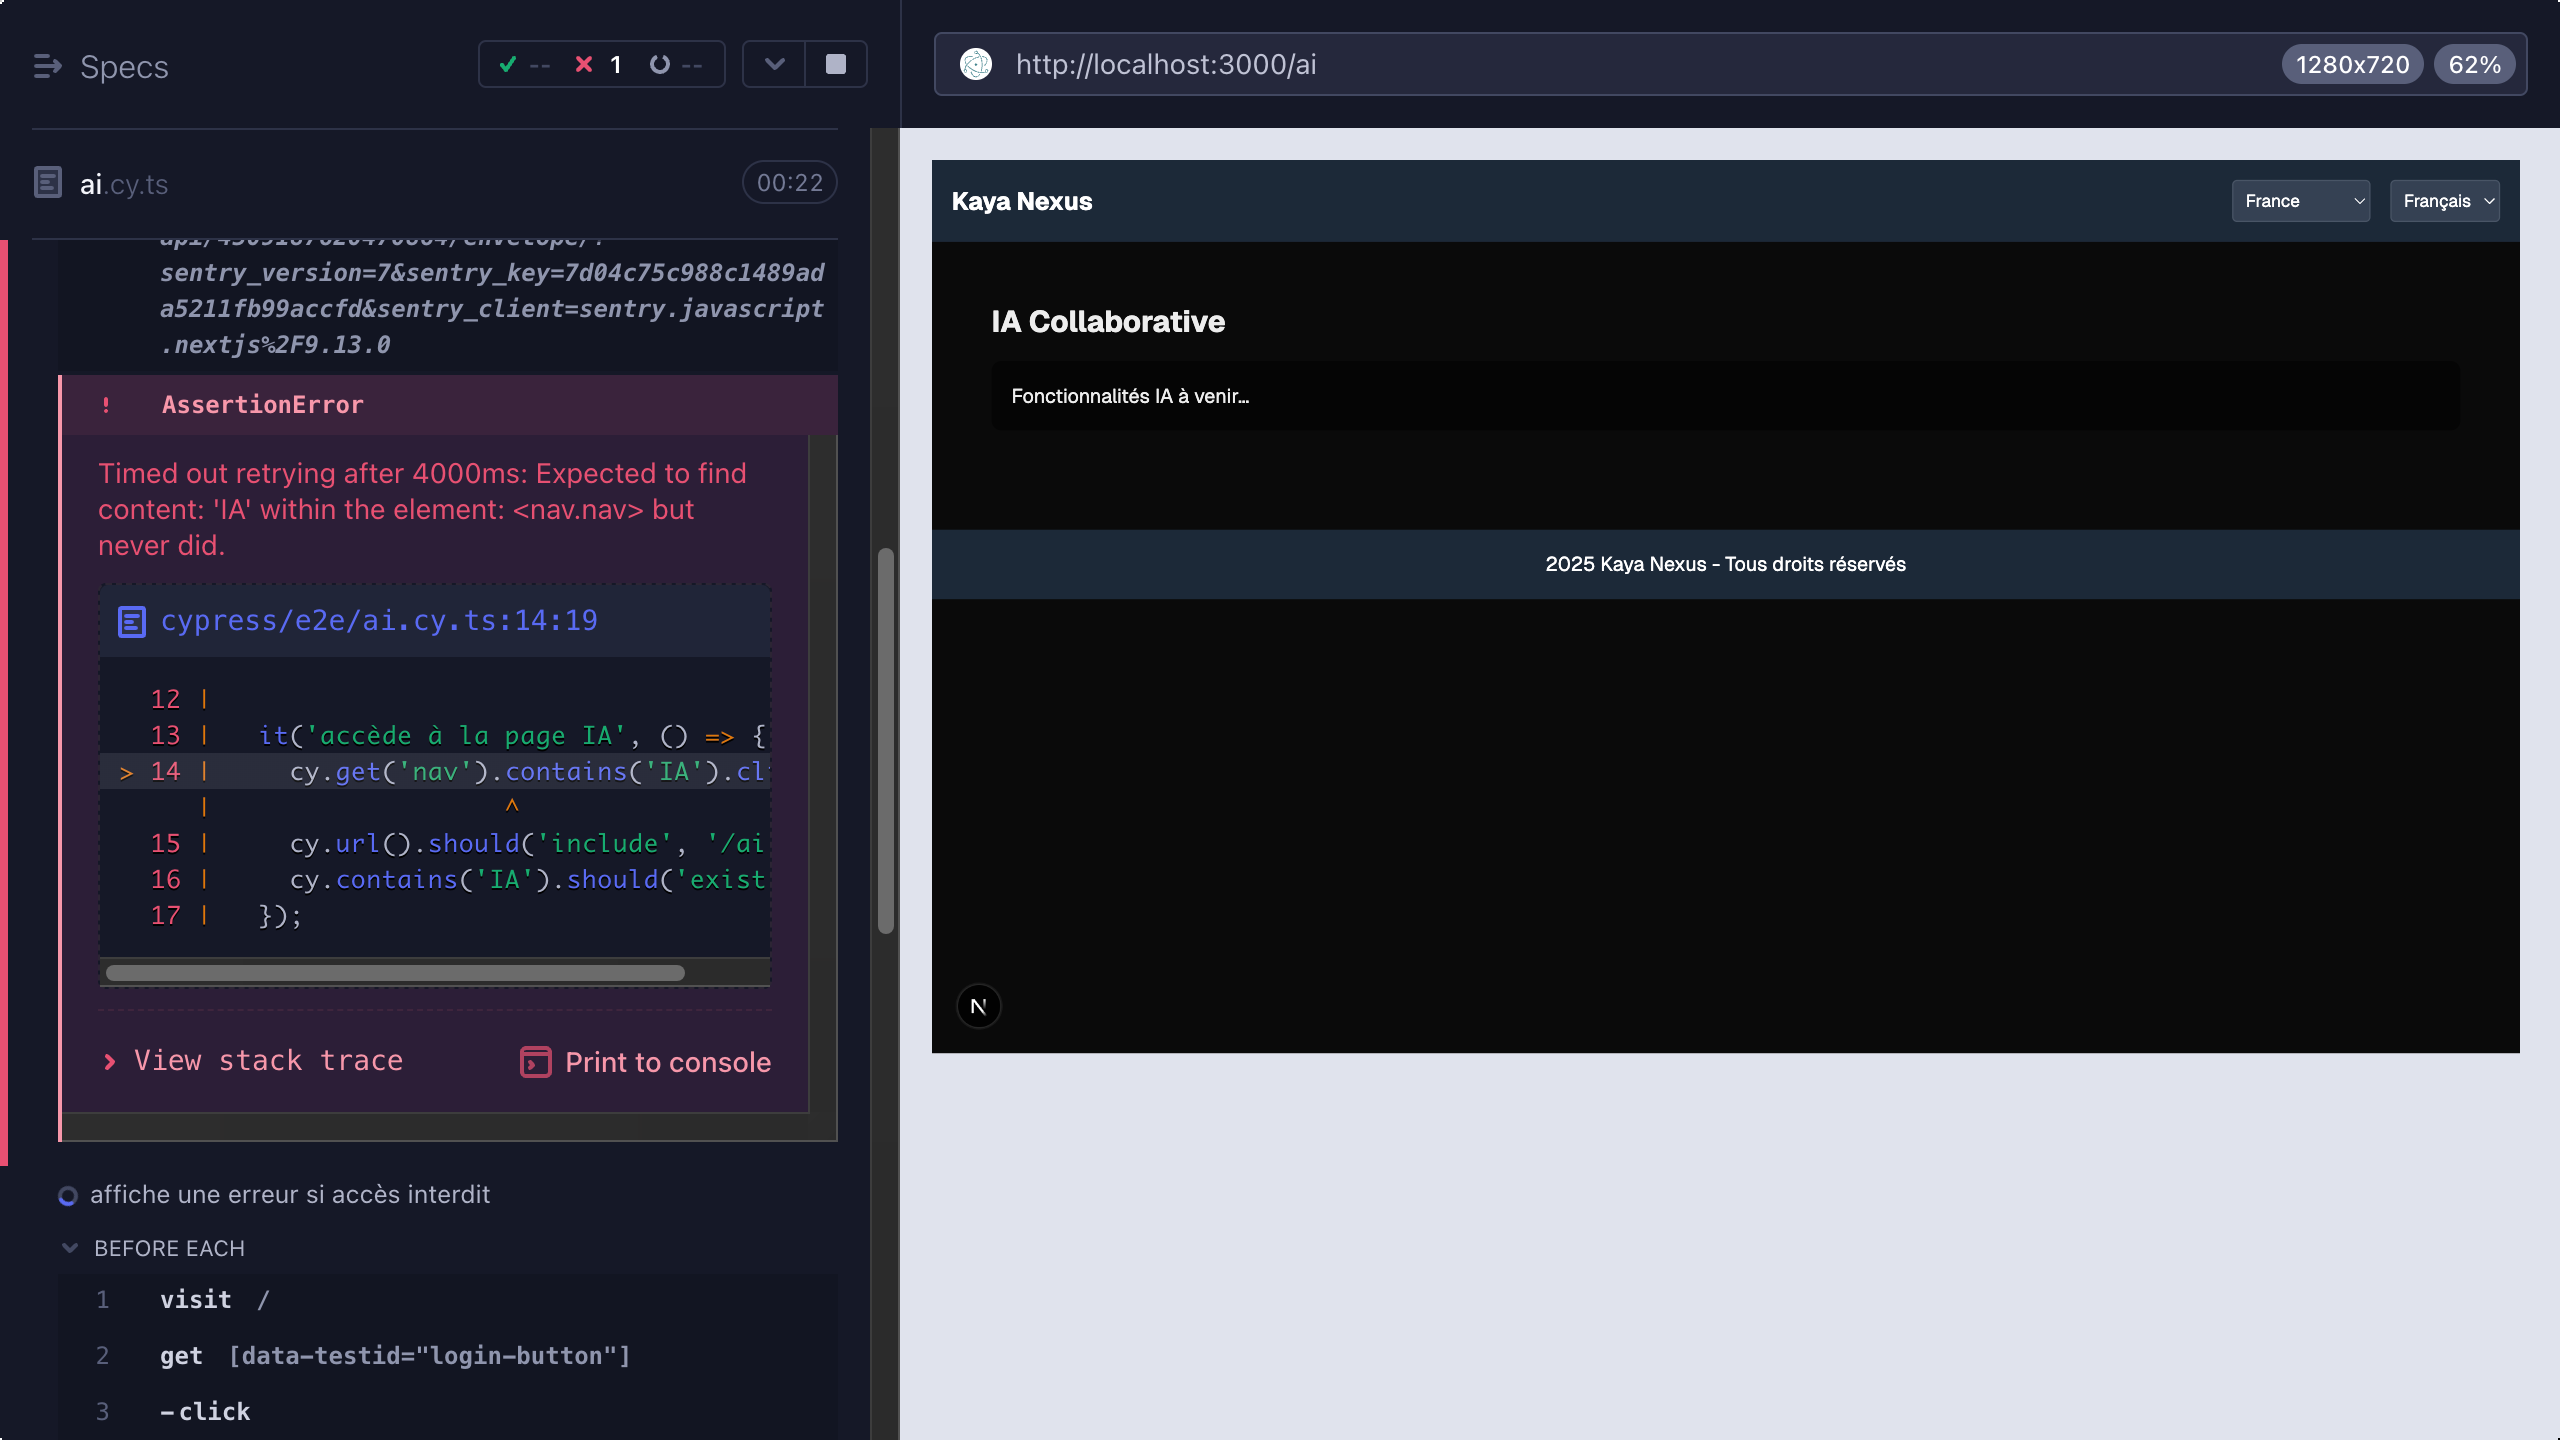 Specs
-- 1 --
ai.cy.ts
00:22
sentry_version=7&sentry_key=7d04c75c988c1489ad
a5211fb99accfd&sentry_client=sentry.javascript
.nextjs%2F9.13.0
! AssertionError
Timed out retrying after 4000ms: Expected to find
content: 'IA' within the element: <nav.nav> but
never did.
cypress/e2e/ai.cy.ts:14:19
12 |
13 | it('accède à la page IA', () => {
> 14 | cy.get('nav').contains('IA').cl
| ^
15 | cy.url().should('include', '/ai
16 | cy.contains('IA').should('exist
17 | });
View stack trace
Print to console
affiche une erreur si accès interdit
BEFORE EACH
1 visit /
2 get [data-testid="login-button"]
3 -click
http://localhost:3000/ai
1280x720
62%
Kaya Nexus
France
Français
IA Collaborative
Fonctionnalités IA à venir...
2025 Kaya Nexus - Tous droits réservés
N